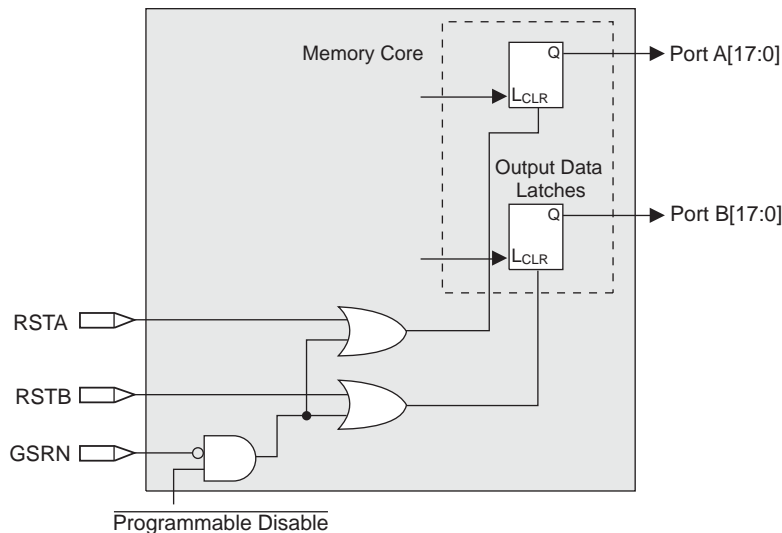 Memory Core
Q
Port A[17:0]
LCLR
Output Data
Latches
Q
Port B[17:0]
LCLR
RSTA
RSTB
GSRN
Programmable Disable